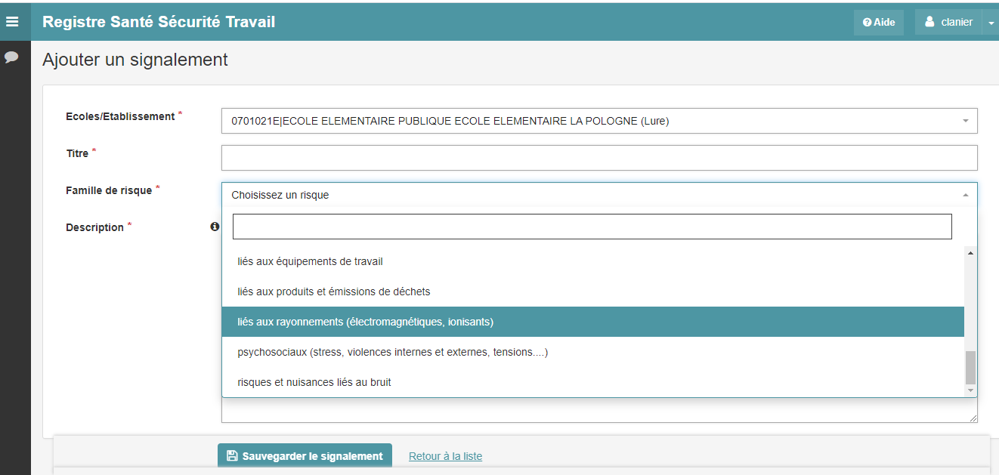 Registre Santé Sécurité Travail
Aide
clanier
Ajouter un signalement
Ecoles/Etablissement *
0701021E|ECOLE ELEMENTAIRE PUBLIQUE ECOLE ELEMENTAIRE LA POLOGNE (Lure)
Titre *
Famille de risque *
Choisissez un risque
Description *
liés aux équipements de travail
liés aux produits et émissions de déchets
liés aux rayonnements (électromagnétiques, ionisants)
psychosociaux (stress, violences internes et externes, tensions....)
risques et nuisances liés au bruit
Sauvegarder le signalement
Retour à la liste